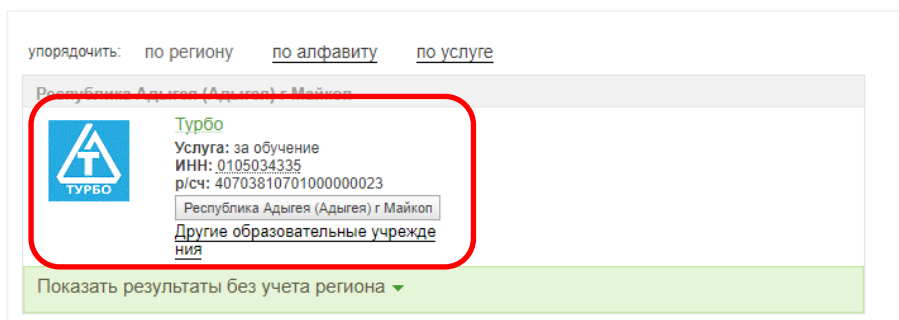 упорядочить: по региону по алфавиту по услуге
Республика Адыгея (Адыгея) г Майкоп
Турбо
Услуга: за обучение
ИНН: 0105034335
р/сч: 40703810701000000023
ТУРБО
Республика Адыгея (Адыгея) г Майкоп
Другие образовательные учрежде
ния
Показать результаты без учета региона